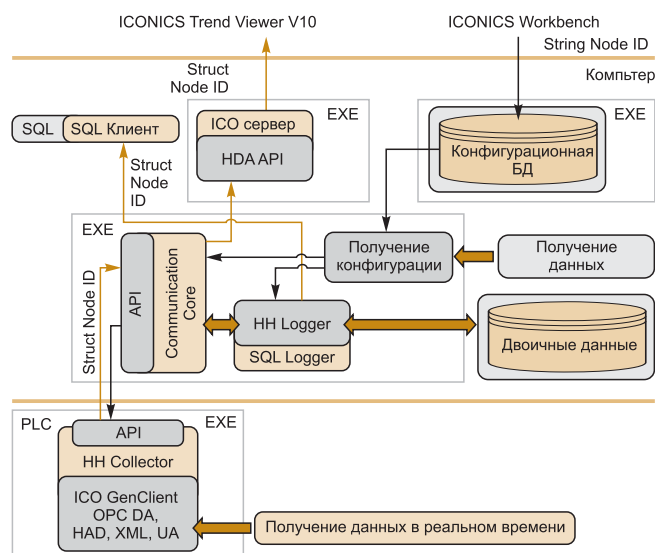 ICONICS Trend Viewer V10
ICONICS Workbench
String Node ID
Компьтер
Struct
Node ID
EXE
ICO сервер
HDA API
EXE
Конфигурационная
БД
SQL
SQL Клиент
Struct
Node
ID
EXE
API
Communication
Core
Получение
конфигурации
Получение
данных
HH Logger
SQL Logger
Двоичные данные
Struct Node ID
PLC
EXE
API
HH Collector
ICO GenClient
OPC DA,
HAD, XML, UA
Получение данных в реальном времени